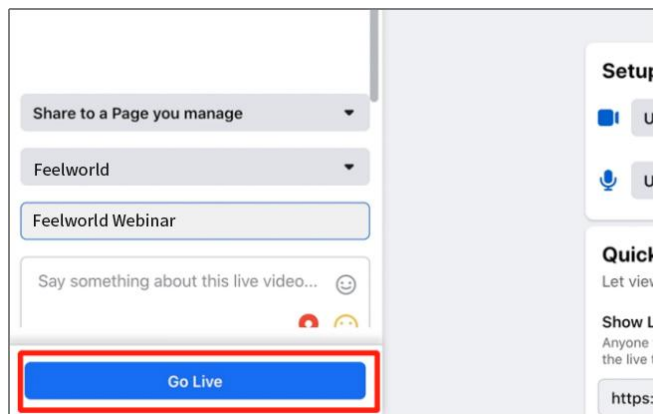 Share to a Page you manage
Feelworld
Feelworld Webinar
Say something about this live video...
Go Live
Setup
U
U
Quick
Let view
Show L
Anyone
the live t
https: